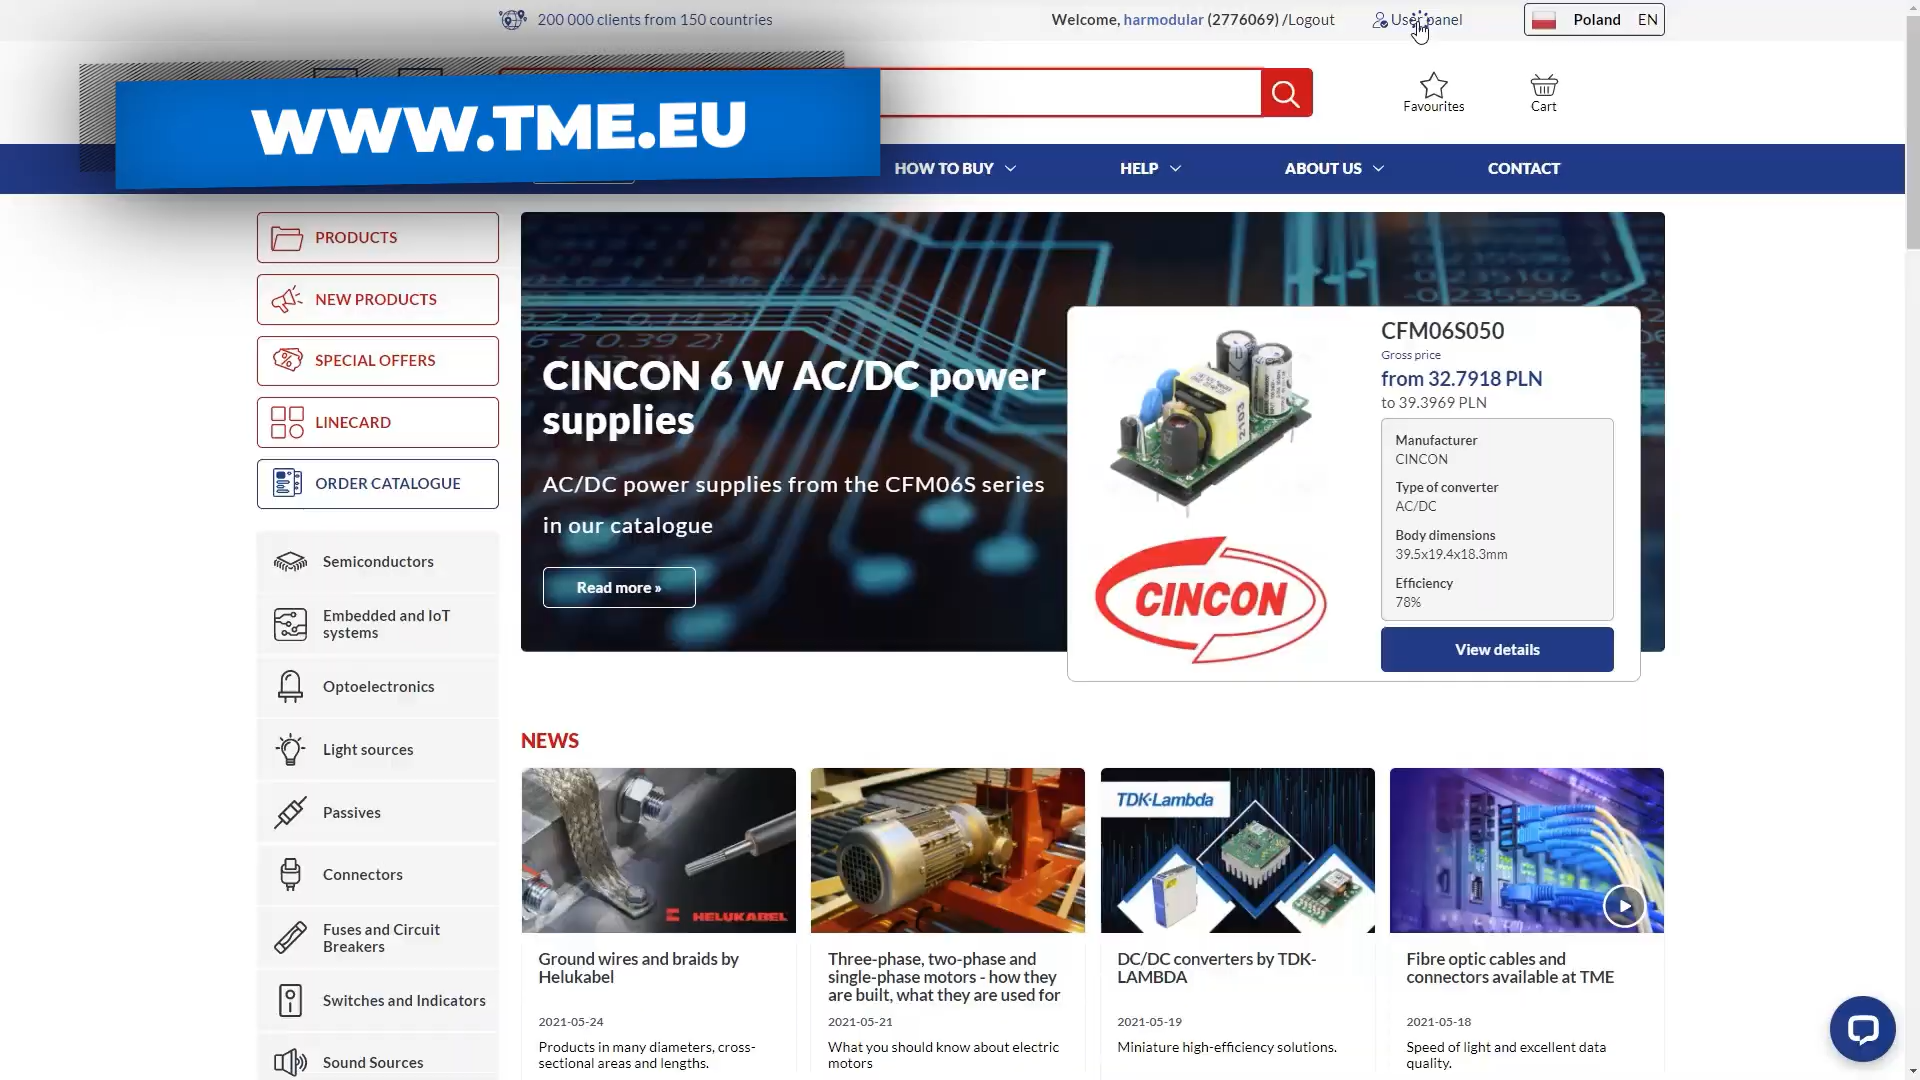 200 000 clients from 150 countries
Welcome, harmodular (2776069) /Logout
User panel
Poland EN
WWW.TME.EU
Favourites
Cart
HOW TO BUY
HELP
ABOUT US
CONTACT
PRODUCTS
NEW PRODUCTS
SPECIAL OFFERS
LINECARD
ORDER CATALOGUE
Semiconductors
Embedded and IoT
systems
Optoelectronics
Light sources
Passives
Connectors
Fuses and Circuit
Breakers
Switches and Indicators
Sound Sources
CINCON 6 W AC/DC power
supplies
AC/DC power supplies from the CFM06S series
in our catalogue
Read more »
CINCON
CFM06S050
Gross price
from 32.7918 PLN
to 39.3969 PLN
Manufacturer
CINCON
Type of converter
AC/DC
Body dimensions
39.5x19.4x18.3mm
Efficiency
78%
View details
NEWS
HELUKABEL
Ground wires and braids by
Helukabel
2021-05-24
Products in many diameters, cross-
sectional areas and lengths.
Three-phase, two-phase and
single-phase motors - how they
are built, what they are used for
2021-05-21
What you should know about electric
motors
TDK-Lambda
DC/DC converters by TDK-
LAMBDA
2021-05-19
Miniature high-efficiency solutions.
Fibre optic cables and
connectors available at TME
2021-05-18
Speed of light and excellent data
quality.